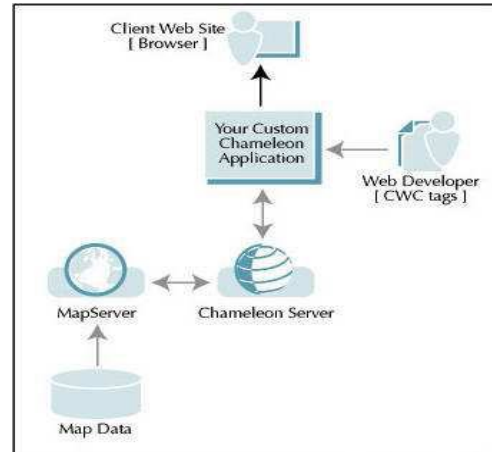 Client Web Site
[ Browser ]
Your Custom
Chameleon
Application
Web Developer
[ CWC tags ]
MapServer
Chameleon Server
Map Data